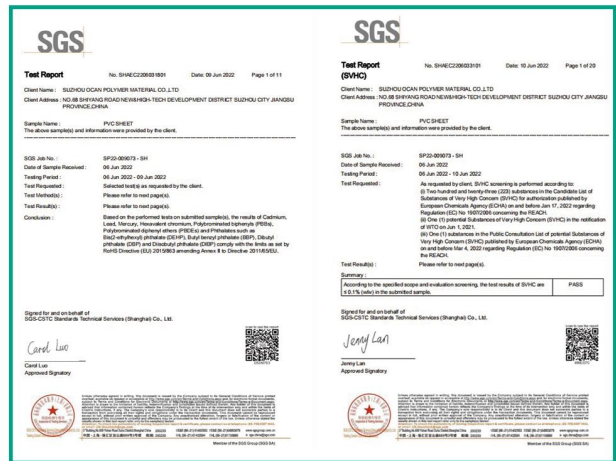 SGS
Test Report No. SHAEC2206031801 Date: 09 Jun 2022 Page 1 of 11
Client Name : SUZHOU OCAN POLYVMER MATERIAL CO.,LTD
Client Address : NO.68 SHIYANG ROAD NEW&HIGH-TECH DEVELOPMENT DISTRICT SUZHOU CITY JIANGSU
PROVINCE,CHINA
Sample Name : PVC SHEET
The above sample(s) and information were provided by the client.
SGS Job No. : SP22-009073 - SH
Date of Sample Received : 06 Jun 2022
Testing Period : 06 Jun 2022 - 09 Jun 2022
Test Requested : Selected test(s) as requested by the client.
Test Method(s) : Please refer to next page(s).
Test Result(s) : Please refer to next page(s).
Conclusion : Based on the performed tests on submitted sample(s), the results of Cadmium,
Lead, Mercury, Hexavalent chromium, Polybrominated biphenyls (PBBs),
Polybrominated diphenyl ethers (PBDEs) and Phthalates such as
Bis(2-ethylhexyl) phthalate (DEHP), Butyl benzyl phthalate (BBP), Dibutyl
phthalate (DBP) and Diisobutyl phthalate (DIBP) comply with the limits as set by
RoHS Directive (EU) 2015/863 amending Annex II to Directive 2011/65/EU.
Signed for and on behalf of
SGS-CSTC Standards Technical Services (Shanghai) Co., Ltd.
Carol Luo
Carol Luo
Approved Signatory
Member of the SGS Group (SGS SA)
SGS
Test Report No. SHAEC2206033101 Date: 10 Jun 2022 Page 1 of 20
(SVHC)
Client Name : SUZHOU OCAN POLYVMER MATERIAL CO.,LTD
Client Address : NO.68 SHIYANG ROAD NEW&HIGH-TECH DEVELOPMENT DISTRICT SUZHOU CITY JIANGSU
PROVINCE,CHINA
Sample Name : PVC SHEET
The above sample(s) and information were provided by the client.
SGS Job No. : SP22-009073 - SH
Date of Sample Received : 06 Jun 2022
Testing Period : 06 Jun 2022 - 10 Jun 2022
Test Requested : As requested by client, SVHC screening is performed according to:
(i) Two hundred and twenty-three (223) substances in the Candidate List of
Substances of Very High Concern (SVHC) for authorization published by
European Chemicals Agency (ECHA) on and before Jan 17, 2022 regarding
Regulation (EC) No 1907/2006 concerning the REACH.
(ii) One (1) potential Substances of Very High Concern (SVHC) in the notification
of WTO on Jun 1, 2021.
(iii) One (1) substances in the Public Consultation List of potential Substances of
Very High Concern (SVHC) published by European Chemicals Agency (ECHA)
on and before Mar 4, 2022 regarding Regulation (EC) No 1907/2006 concerning
the REACH.
Test Result(s) : Please refer to next page(s).
Summary :
According to the specified scope and evaluation screening, the test results of SVHC are PASS
≤ 0.1% (w/w) in the submitted sample.
Signed for and on behalf of
SGS-CSTC Standards Technical Services (Shanghai) Co., Ltd.
Jenny Lan
Jenny Lan
Approved Signatory
Member of the SGS Group (SGS SA)